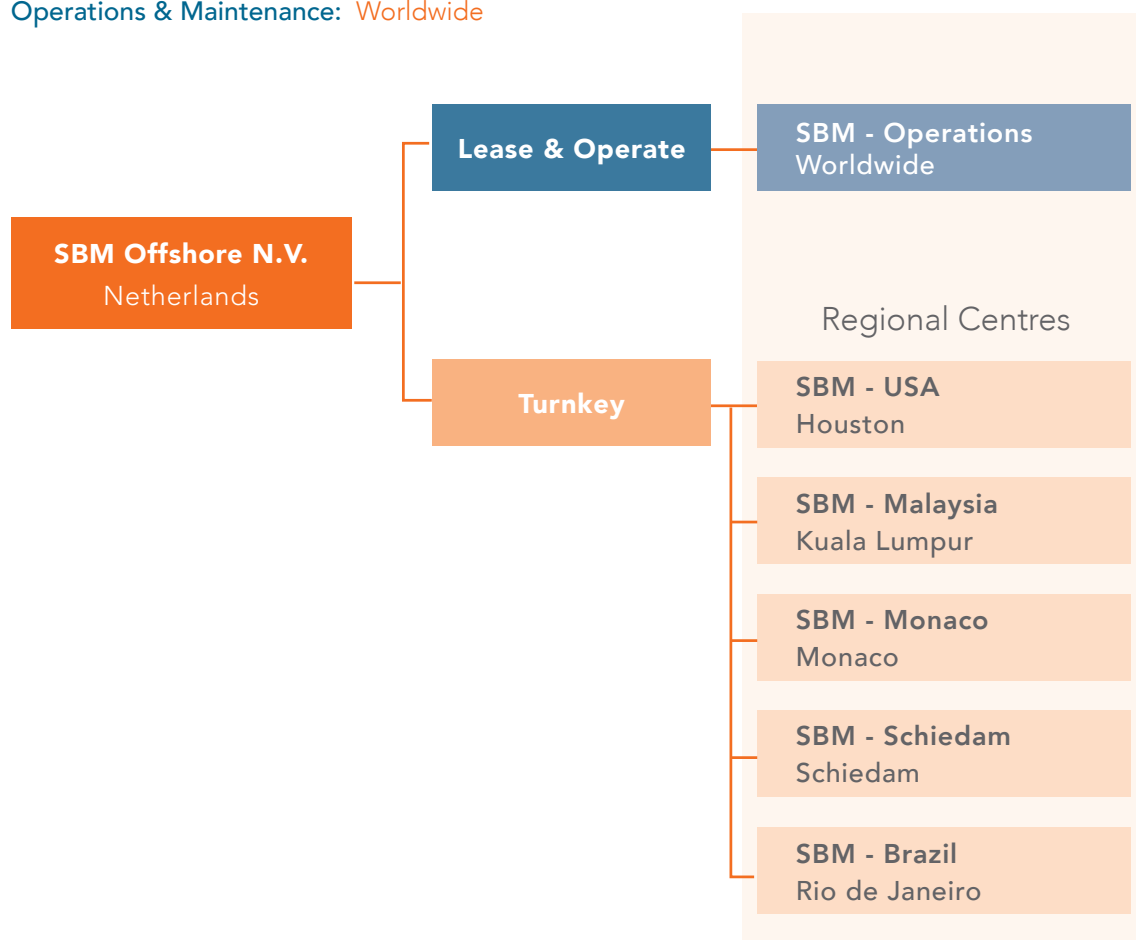 Operations & Maintenance: Worldwide
Lease & Operate
SBM - Operations
Worldwide
SBM Offshore N.V.
Netherlands
Regional Centres
Turnkey
SBM - USA
Houston
SBM - Malaysia
Kuala Lumpur
SBM - Monaco
Monaco
SBM - Schiedam
Schiedam
SBM - Brazil
Rio de Janeiro